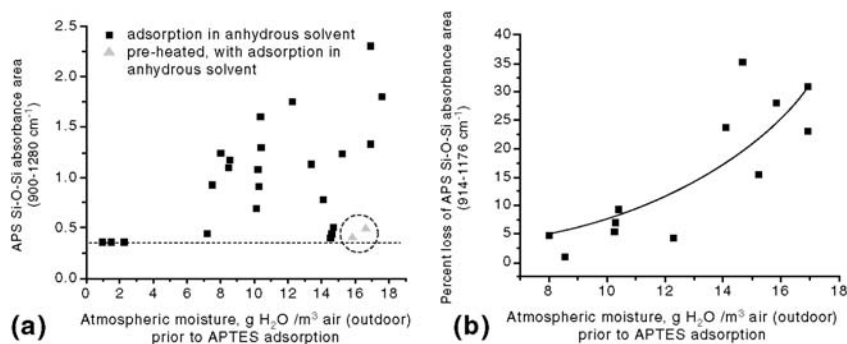 2.5
2.0
1.5
1.0
0.5
0.0
APS Si-O-Si absorbance area
(900-1280 cm⁻¹)
adsorption in anhydrous solvent
pre-heated, with adsorption in
anhydrous solvent
0 2 4 6 8 10 12 14 16 18
(a)
Atmospheric moisture, g H₂O /m³ air (outdoor)
prior to APTES adsorption
40
35
30
25
20
15
10
5
0
Percent loss of APS Si-O-Si absorbance area
(914-1176 cm⁻¹)
8 10 12 14 16 18
(b)
Atmospheric moisture, g H₂O /m³ air (outdoor)
prior to APTES adsorption